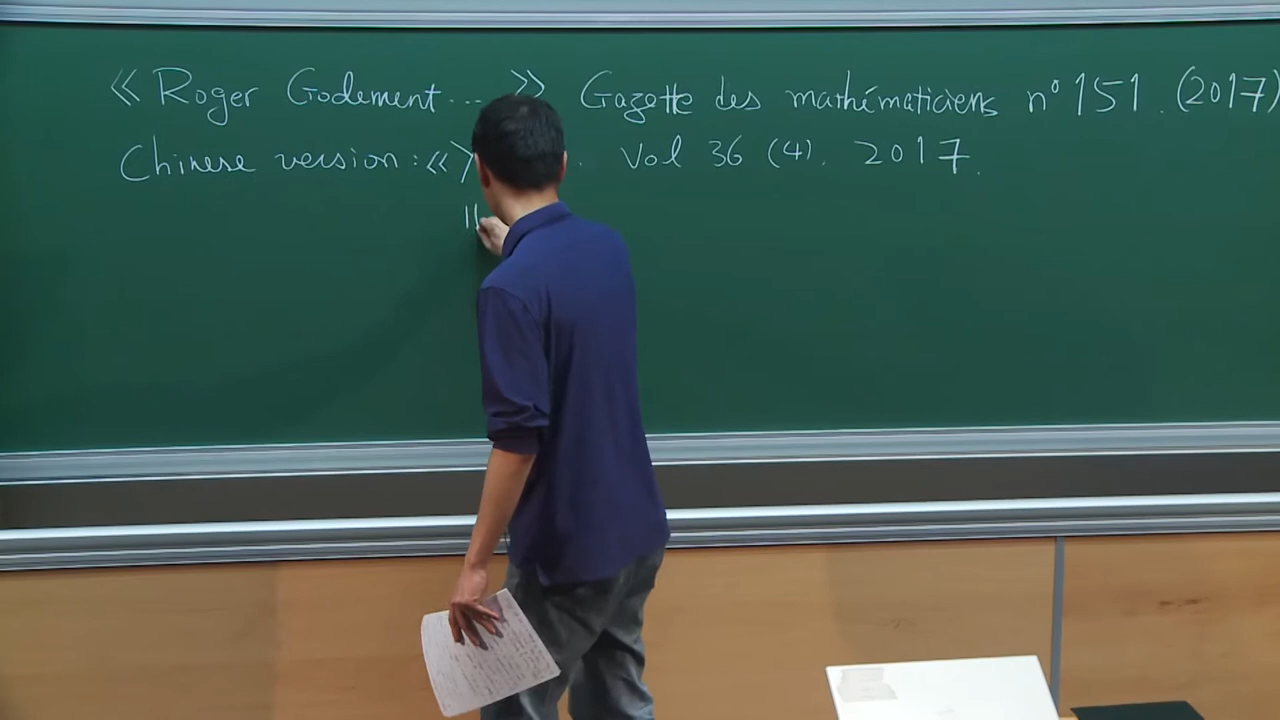 « Roger Godement ... » Gazette des mathématiciens n° 151. (2017)
Chinese version: « . Vol 36 (4). 2017.